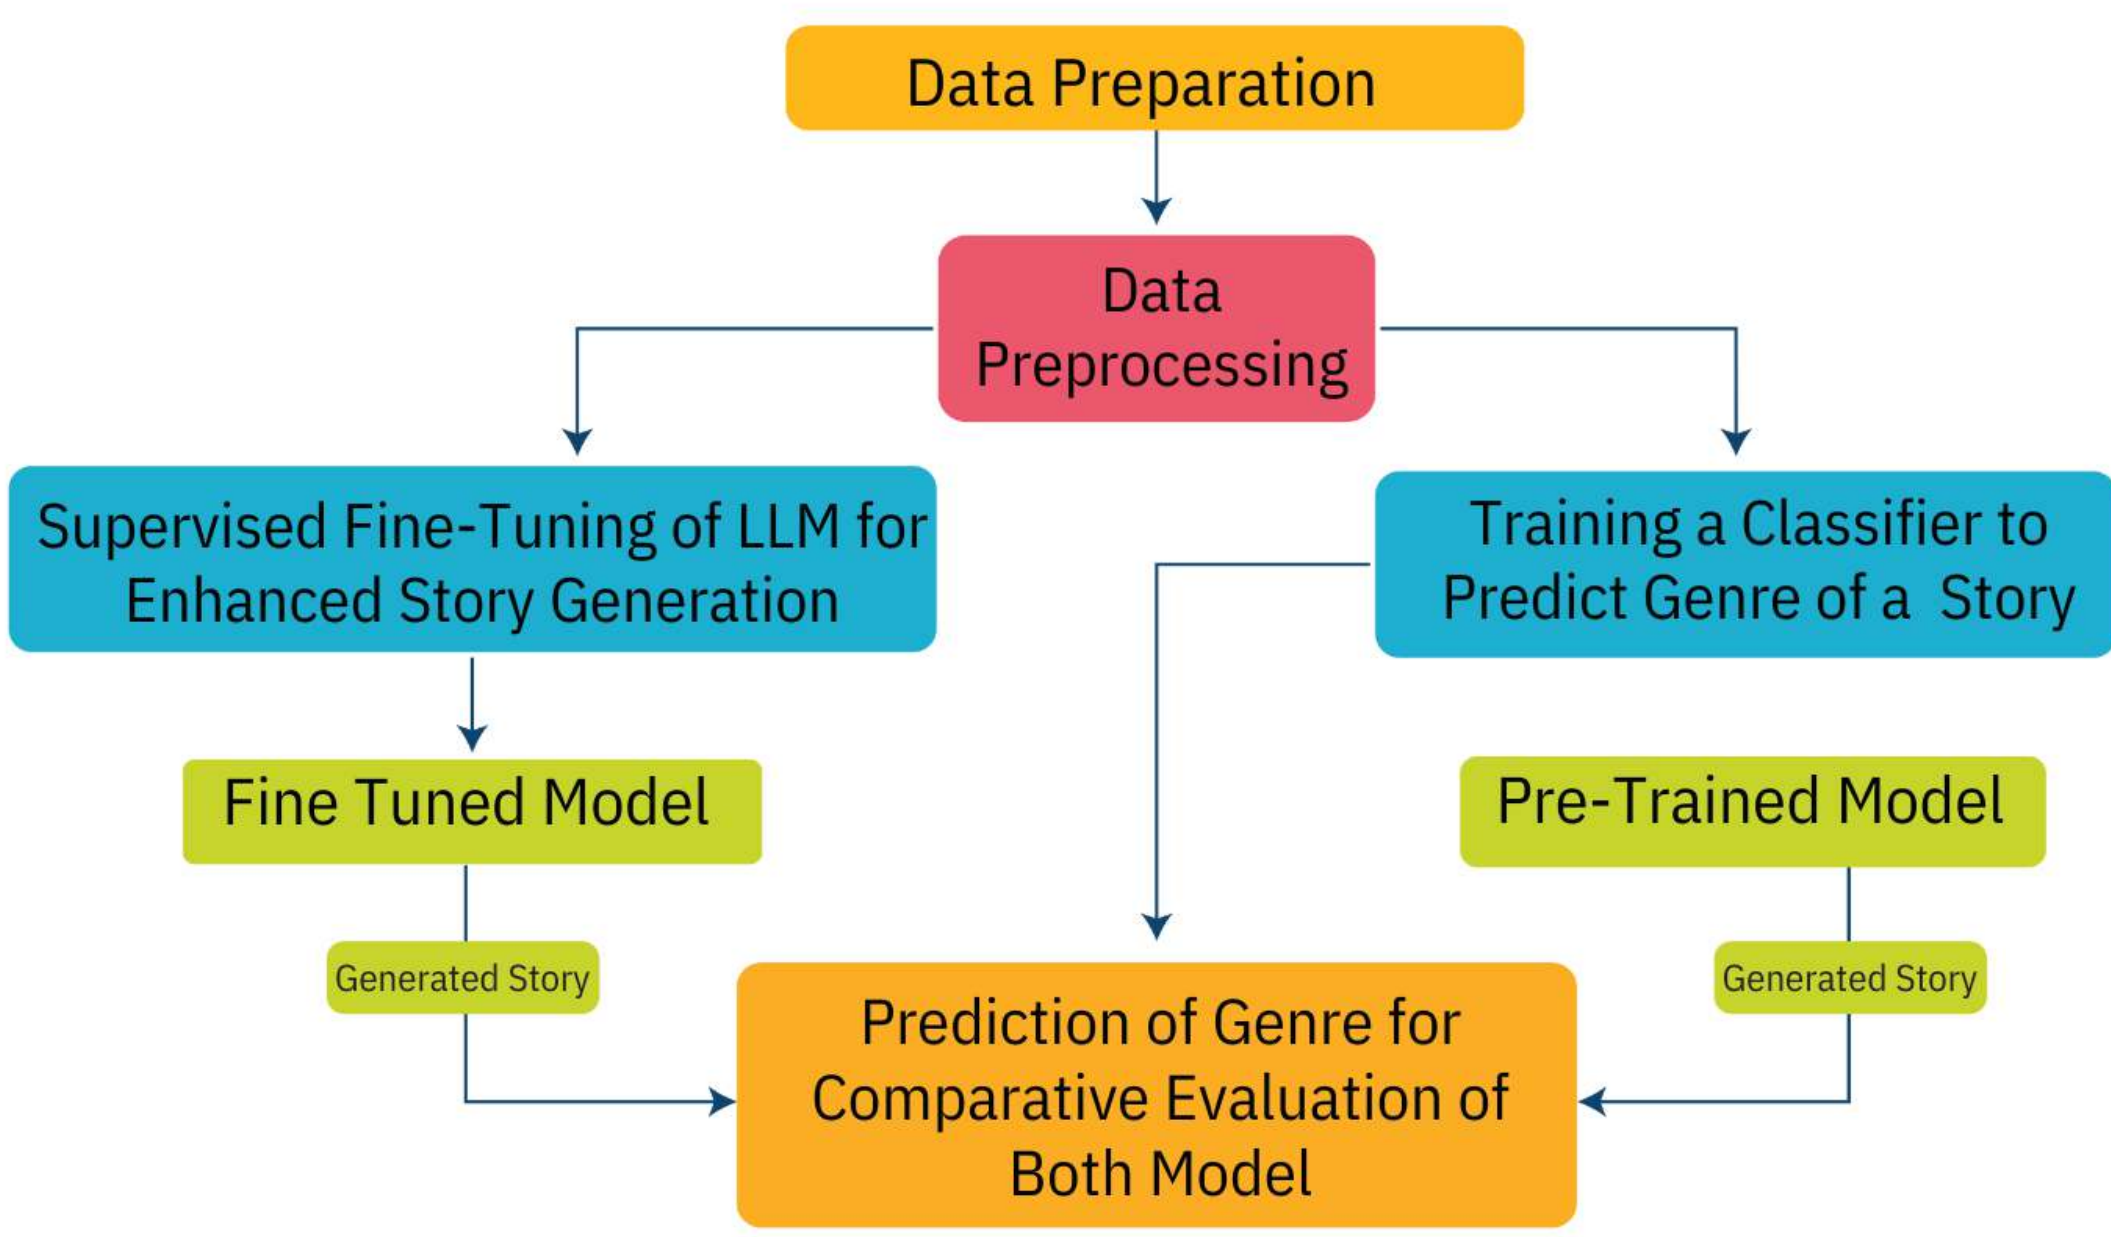 Data Preparation
Data
Preprocessing
Supervised Fine-Tuning of LLM for
Enhanced Story Generation
Training a Classifier to
Predict Genre of a Story
Fine Tuned Model
Pre-Trained Model
Generated Story
Generated Story
Prediction of Genre for
Comparative Evaluation of
Both Model